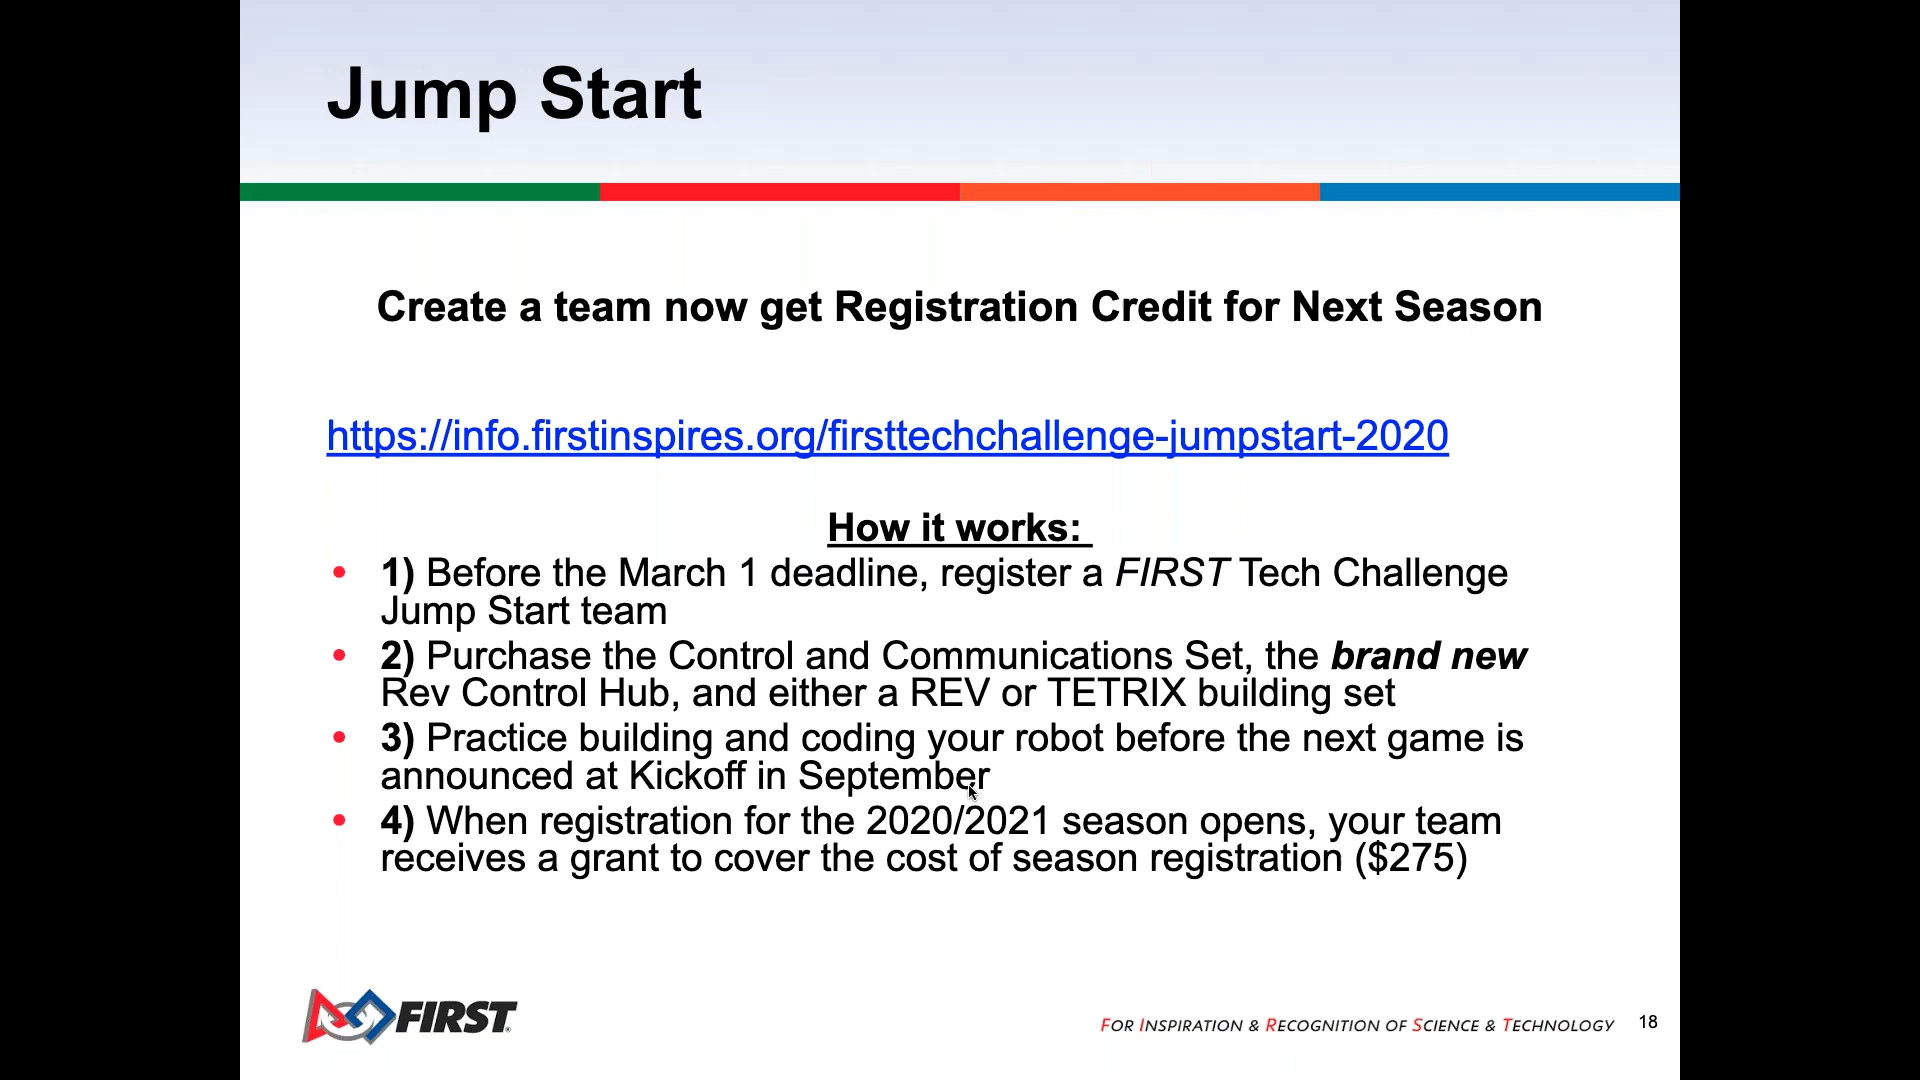 Jump Start
Create a team now get Registration Credit for Next Season
https://info.firstinspires.org/firsttechchallenge-jumpstart-2020
How it works:
• 1) Before the March 1 deadline, register a FIRST Tech Challenge
Jump Start team
• 2) Purchase the Control and Communications Set, the brand new
Rev Control Hub, and either a REV or TETRIX building set
• 3) Practice building and coding your robot before the next game is
announced at Kickoff in September
• 4) When registration for the 2020/2021 season opens, your team
receives a grant to cover the cost of season registration ($275)
FIRST®
FOR INSPIRATION & RECOGNITION OF SCIENCE & TECHNOLOGY
18